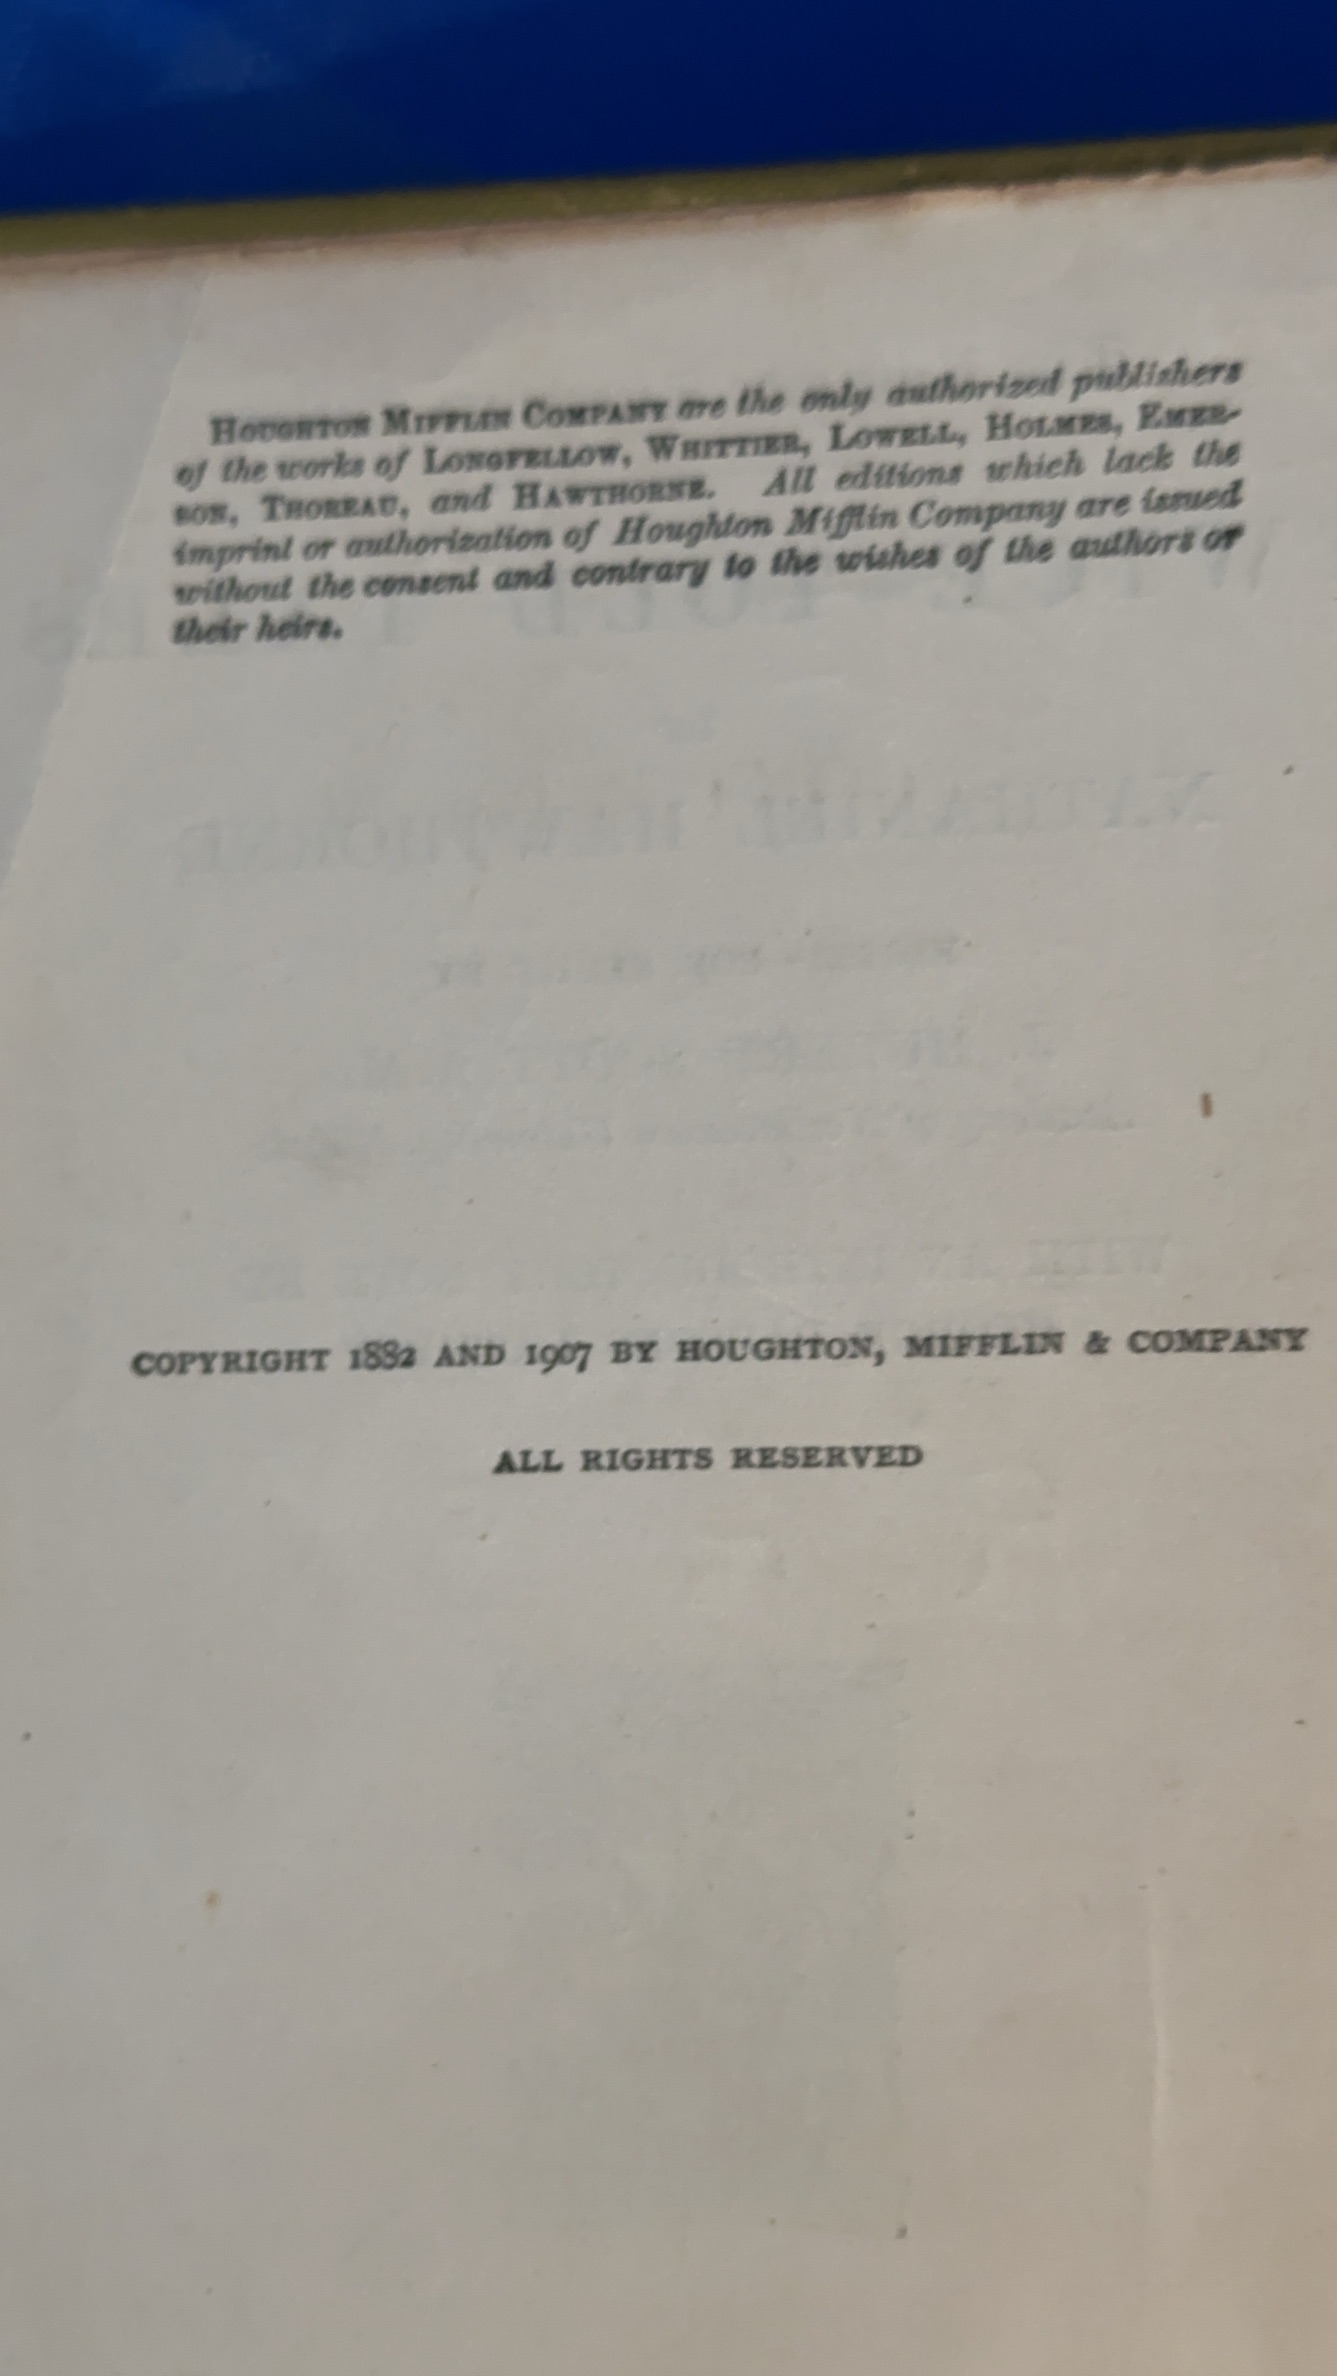 HOUGHTON MIFFLIN COMPANY are the only authorized publishers
of the works of LONGFELLOW, WHITTIER, LOWELL, HOLMES, EMER-
SON, THOREAU, and HAWTHORNE. All editions which lack the
imprint or authorization of Houghton Mifflin Company are issued
without the consent and contrary to the wishes of the authors or
their heirs.
NATHANIEL HAWTHORNE
COPYRIGHT 1882 AND 1907 BY HOUGHTON, MIFFLIN & COMPANY
ALL RIGHTS RESERVED